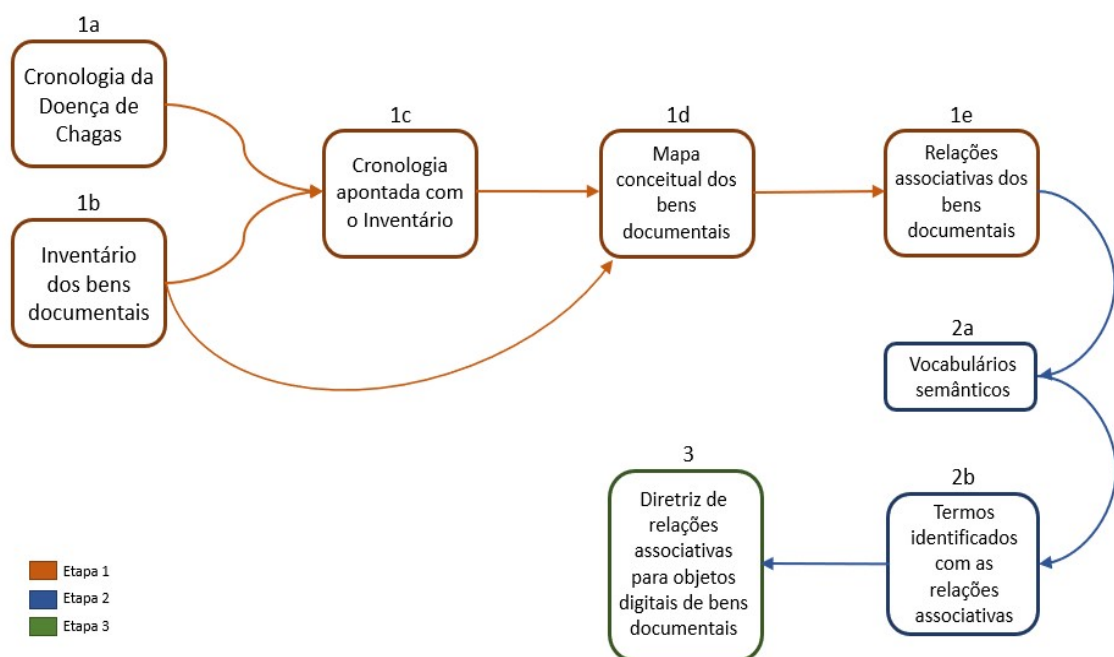 1a
Cronologia da
Doença de
Chagas
1b
Inventário
dos bens
documentais
1c
Cronologia
apontada com
o Inventário
1d
Mapa
conceitual dos
bens
documentais
1e
Relações
associativas dos
bens
documentais
2a
Vocabulários
semânticos
2b
Termos
identificados
com as
relações
associativas
3
Diretriz de
relações
associativas
para objetos
digitais de bens
documentais
Etapa 1
Etapa 2
Etapa 3